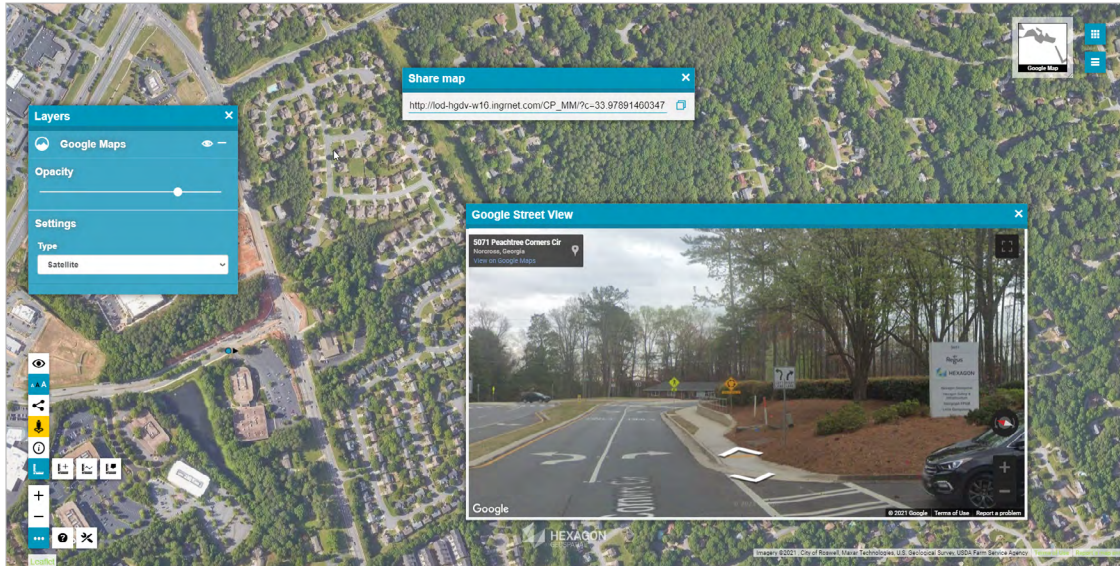 Share map
http://lod-hgdv-w16.ingrnet.com/CP_MM/?c=33.97891460347
Google Map
Layers
Google Maps
Opacity
Settings
Type
Satellite
Google Street View
5071 Peachtree Corners Cir
Norcross, Georgia
View on Google Maps
Regus
HEXAGON
Google
© 2021 Google Terms of Use Report a problem
A A A
HEXAGON
Imagery ©2021 , City of Roswell, Maxar Technologies, U.S. Geological Survey, USDA Farm Service Agency
Leaflet